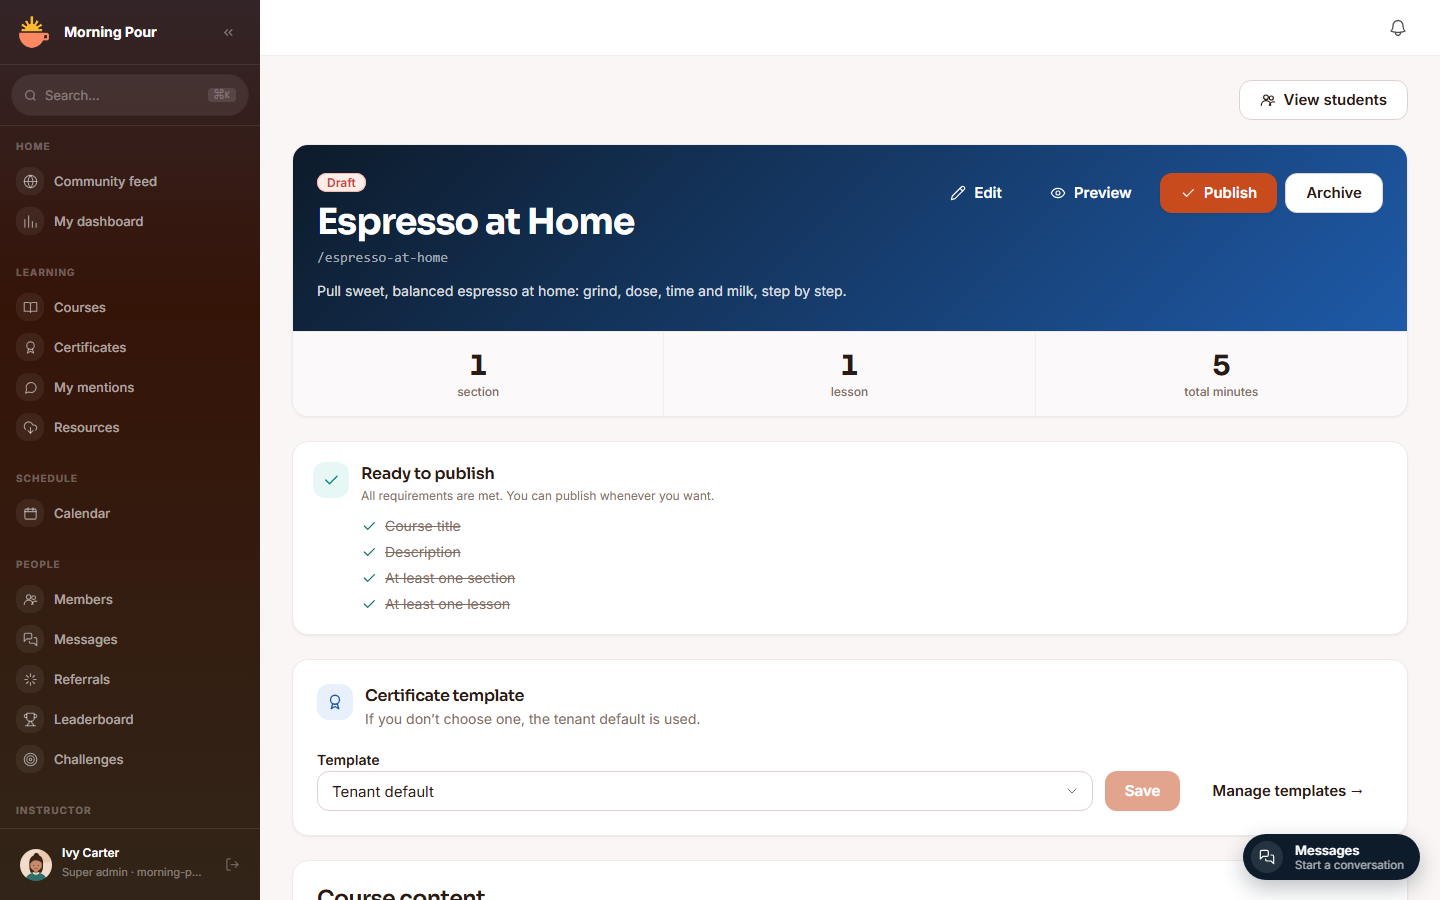 Morning Pour
Search...
⌘K
HOME
Community feed
My dashboard
LEARNING
Courses
Certificates
My mentions
Resources
SCHEDULE
Calendar
PEOPLE
Members
Messages
Referrals
Leaderboard
Challenges
INSTRUCTOR
Ivy Carter
Super admin · morning-p...
View students
Draft
Edit
Preview
Publish
Archive
Espresso at Home
/espresso-at-home
Pull sweet, balanced espresso at home: grind, dose, time and milk, step by step.
1
section
1
lesson
5
total minutes
Ready to publish
All requirements are met. You can publish whenever you want.
Course title
Description
At least one section
At least one lesson
Certificate template
If you don't choose one, the tenant default is used.
Template
Tenant default
Save
Manage templates →
Messages
Start a conversation
Course content